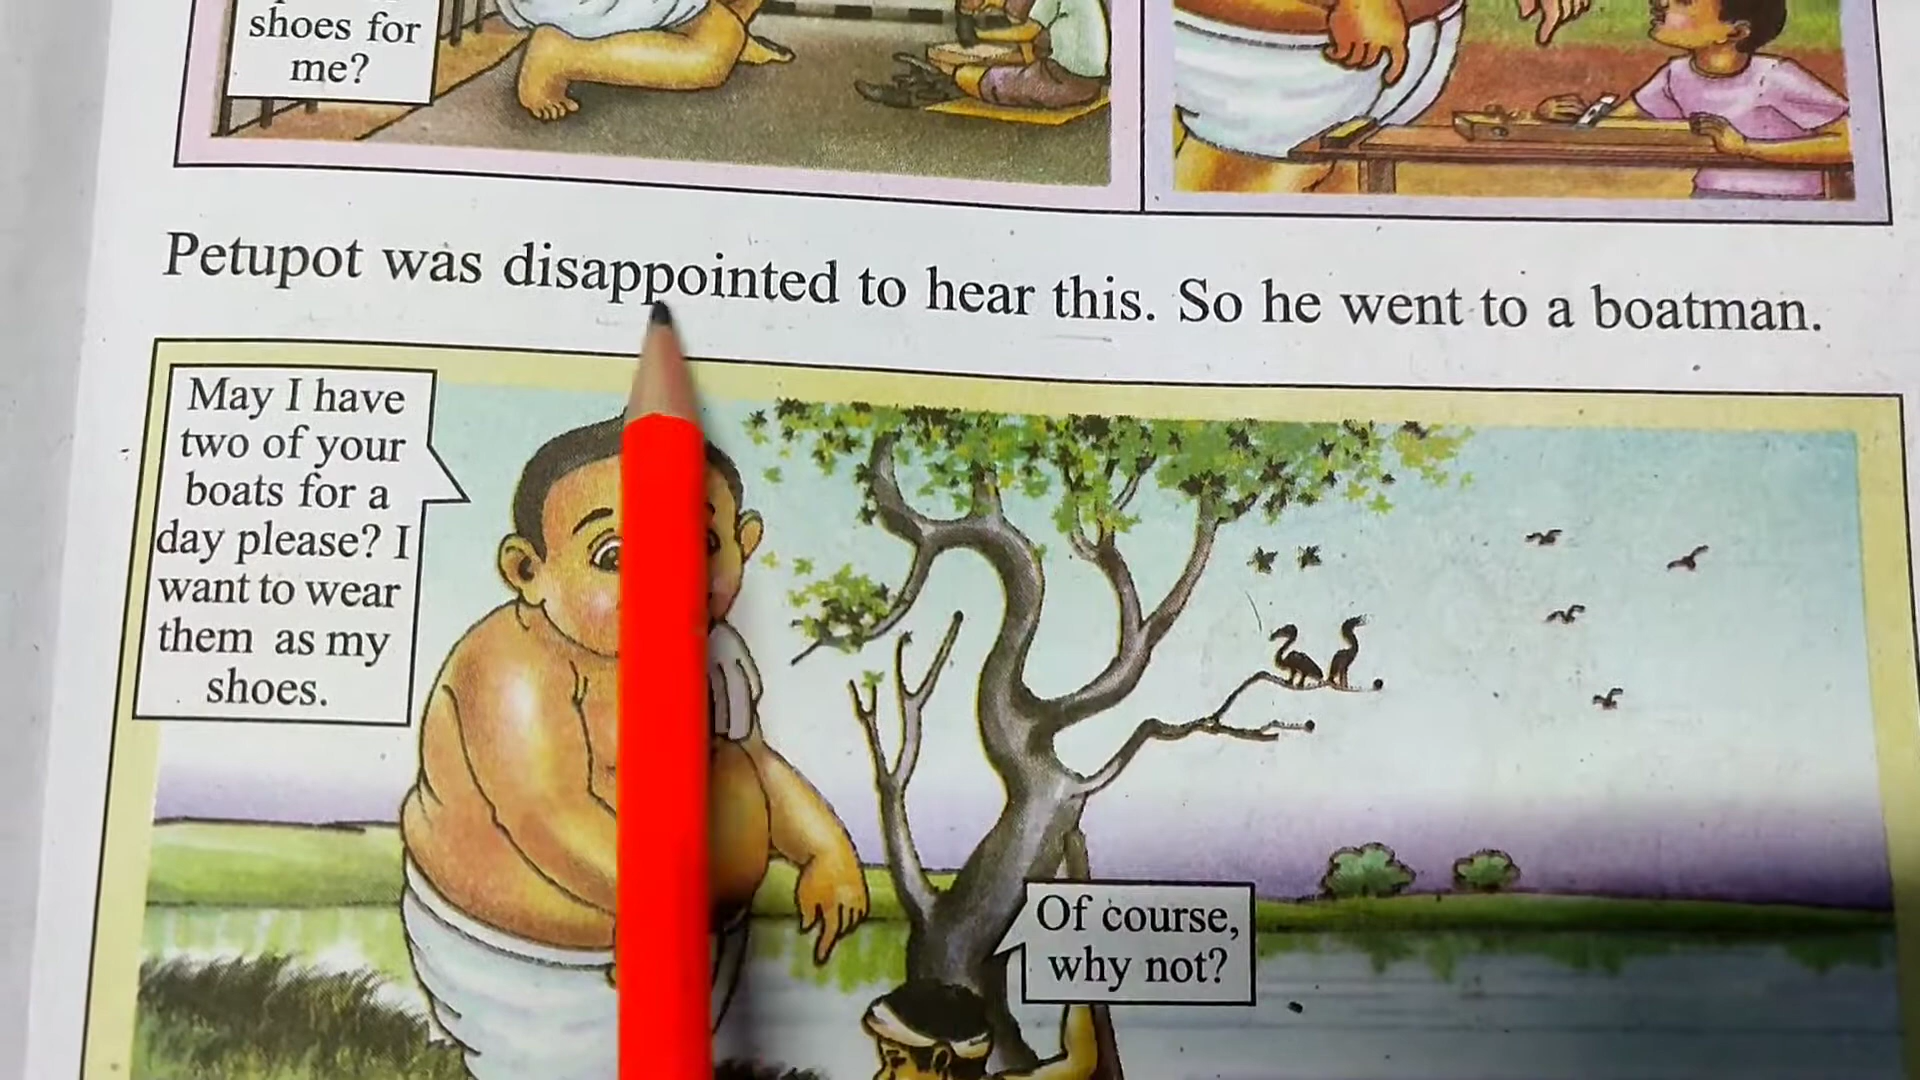 shoes for
me?
Petupot was disappointed to hear this. So he went to a boatman.
May I have
two of your
boats for a
day please? I
want to wear
them as my
shoes.
Of course,
why not?